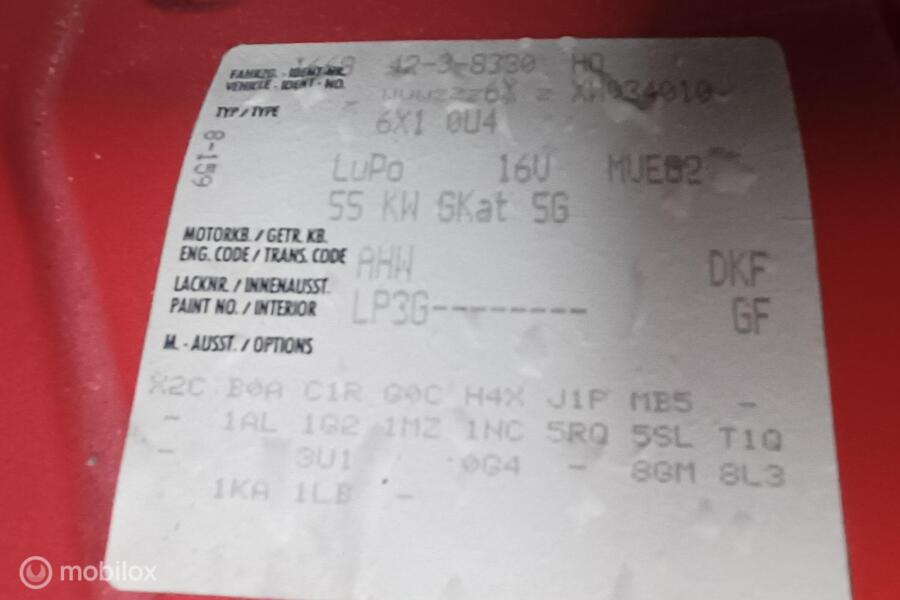 42-3-8330 HQ
FAHRZG. - IDENT-NR.
VEHICLE - IDENT - NO.
WVWZZZ6X Z XW034010
TYP / TYPE
6X1 0U4
8-159
LuPo 16V MUE02
55 KW GKat 5G
MOTORKB. / GETR. KB.
ENG. CODE / TRANS. CODE
AHW DKF
LACKNR. / INNENAUSST.
PAINT NO. / INTERIOR
LP3G-------- GF
M. - AUSST. / OPTIONS
X2C B0A C1R G0C H4X J1P MB5 -
- 1AL 1G2 1MZ 1NC 5RQ 5SL T1Q
- 3U1 0G4 - 8GM 8L3
1KA 1LB -
mobilox